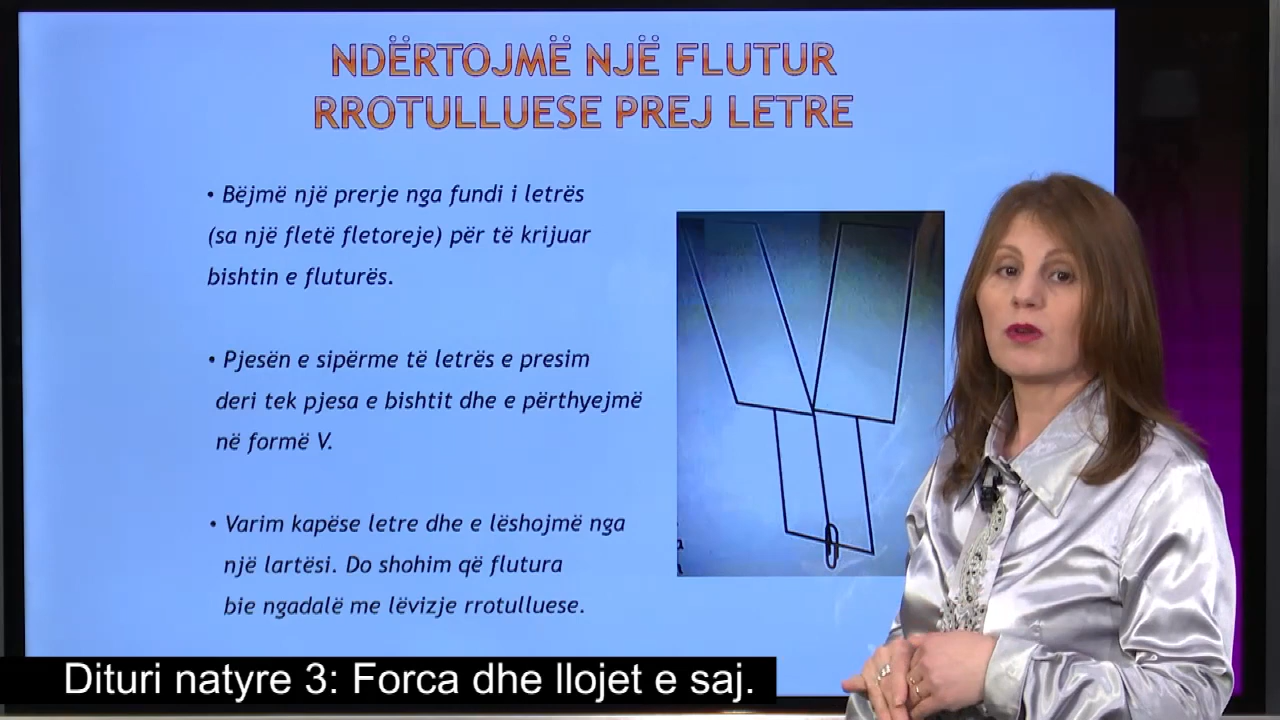 NDËRTOJMË NJË FLUTUR
RROTULLUESE PREJ LETRE
• Bëjmë një prerje nga fundi i letrës
(sa një fletë fletoreje) për të krijuar
bishtin e fluturës.
• Pjesën e sipërme të letrës e presim
deri tek pjesa e bishtit dhe e përthyejmë
në formë V.
• Varim kapëse letre dhe e lëshojmë nga
një lartësi. Do shohim që flutura
bie ngadalë me lëvizje rrotulluese.
Dituri natyre 3: Forca dhe llojet e saj.